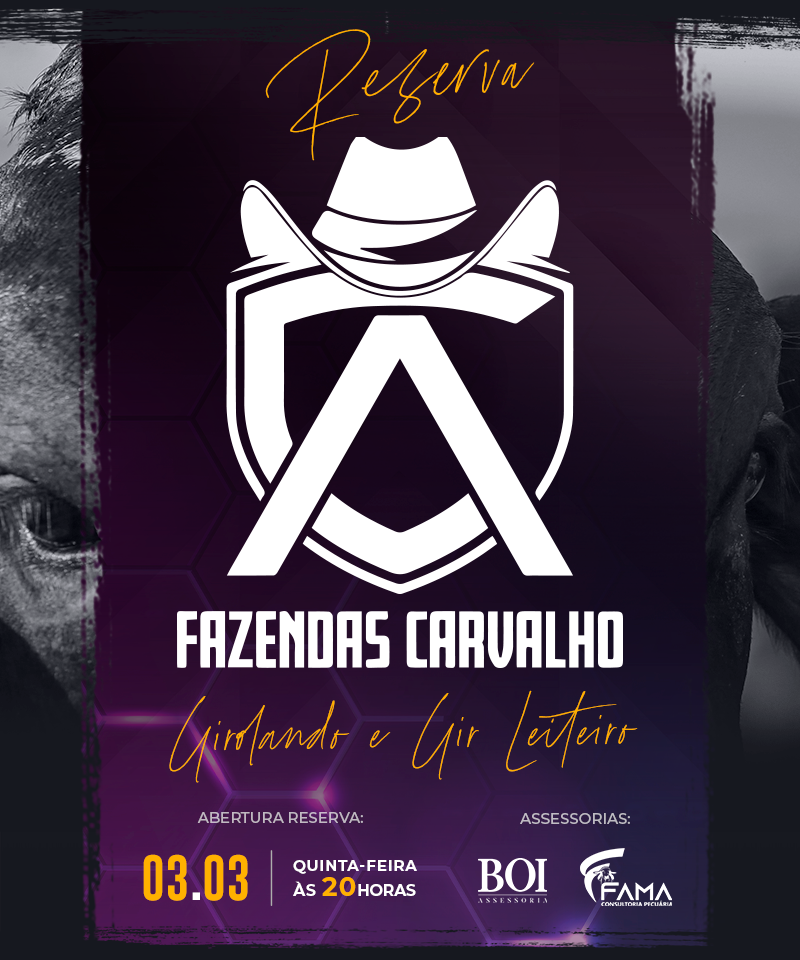 Reserva
CA
FAZENDAS CARVALHO
Girolando e Gir Leiteiro
ABERTURA RESERVA:
03.03
QUINTA-FEIRA
ÀS 20HORAS
ASSESSORIAS:
BOI
ASSESSORIA
FAMA
CONSULTORIA PECUÁRIA